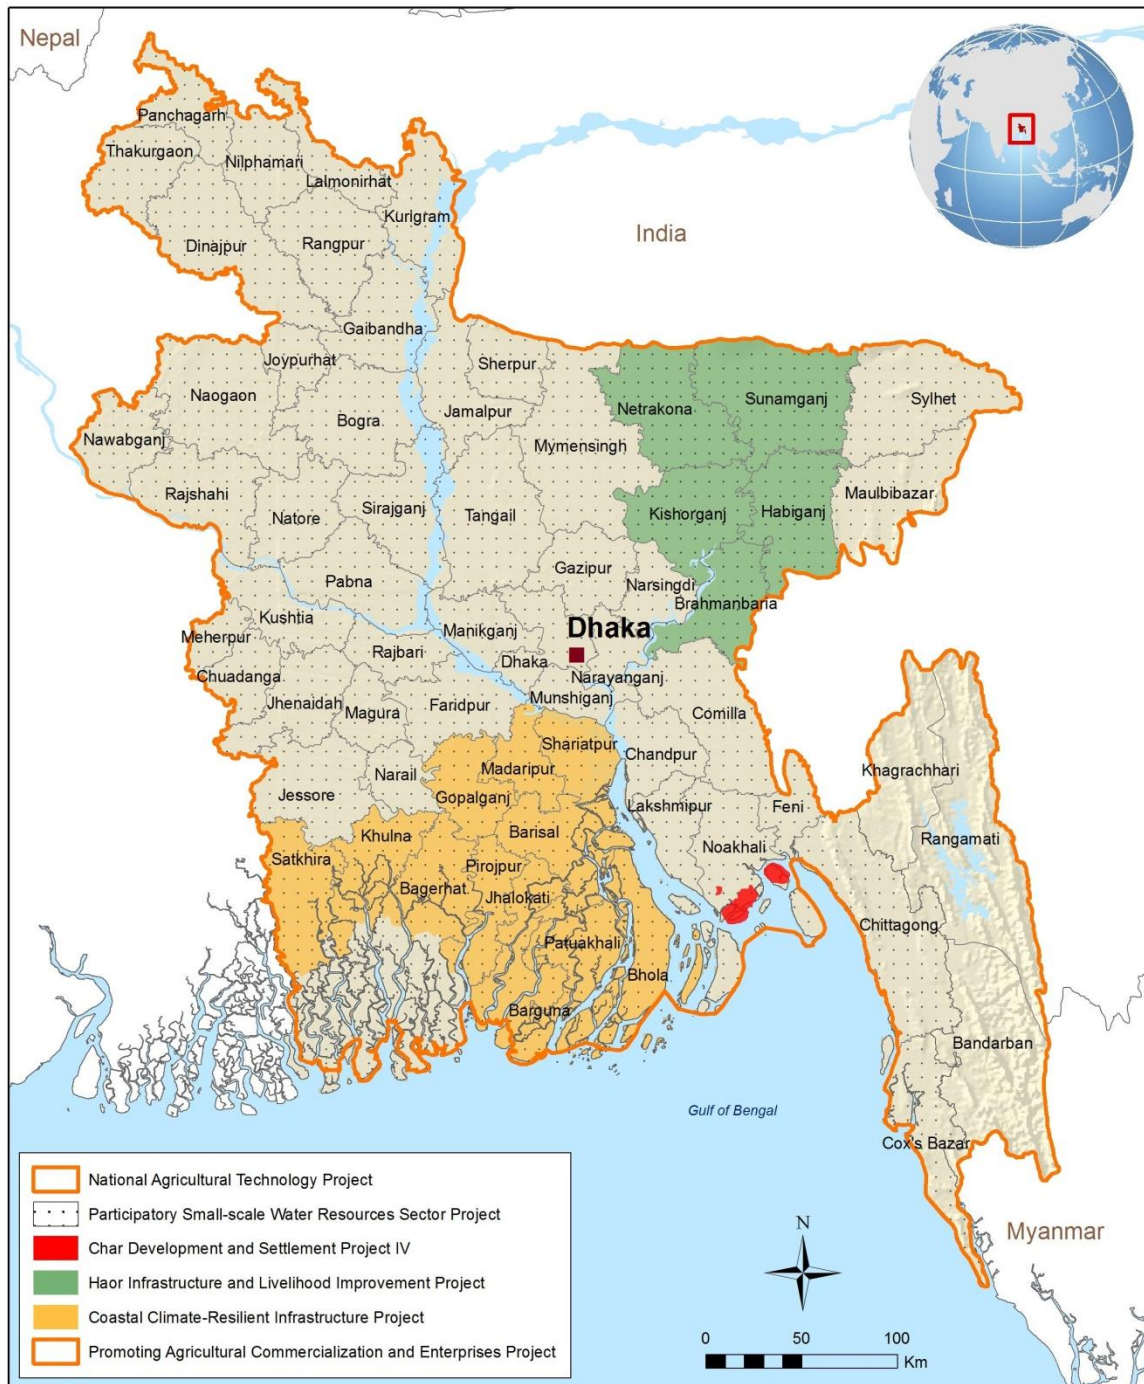 Nepal
Panchagarh
Thakurgaon
Nilphamari
Lalmonirhat
Kurigram
India
Dinajpur
Rangpur
Gaibandha
Joypurhat
Sherpur
Naogaon
Netrakona
Sunamganj
Sylhet
Bogra
Jamalpur
Nawabganj
Mymensingh
Rajshahi
Maulbibazar
Natore
Sirajganj
Tangail
Kishorganj
Habiganj
Gazipur
Pabna
Narsingdi
Brahmanbaria
Kushtia
Meherpur
Manikganj
Dhaka
Rajbari
Dhaka
Chuadanga
Narayanganj
Jhenaidah
Munshiganj
Magura
Faridpur
Comilla
Shariatpur
Chandpur
Madaripur
Khagrachhari
Narail
Jessore
Gopalganj
Lakshmipur
Feni
Khulna
Barisal
Rangamati
Satkhira
Noakhali
Pirojpur
Bagerhat
Jhalokati
Chittagong
Patuakhali
Bhola
Barguna
Bandarban
Gulf of Bengal
Cox's Bazar
Myanmar
National Agricultural Technology Project
Participatory Small-scale Water Resources Sector Project
Char Development and Settlement Project IV
Haor Infrastructure and Livelihood Improvement Project
Coastal Climate-Resilient Infrastructure Project
Promoting Agricultural Commercialization and Enterprises Project
N
0 50 100
Km